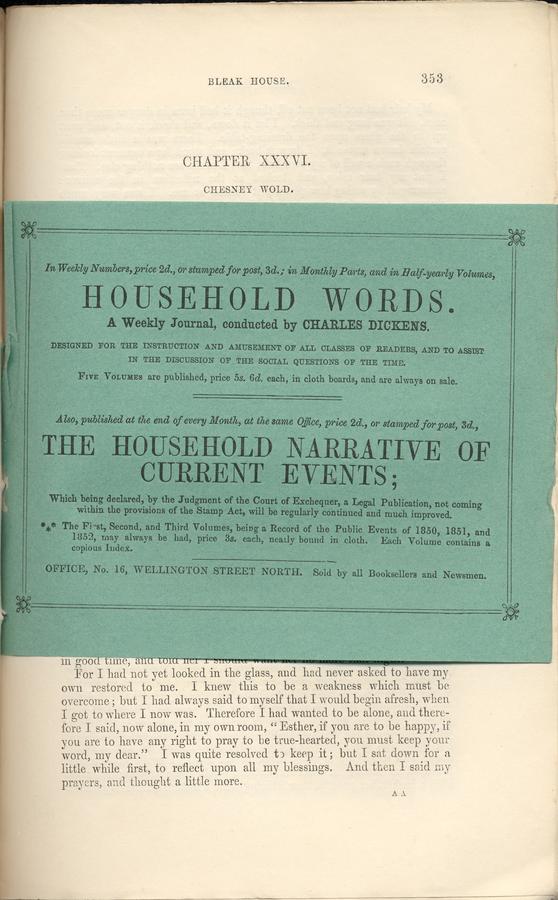 BLEAK HOUSE. 353
CHAPTER XXXVI.
CHESNEY WOLD.
In Weekly Numbers, price 2d., or stamped for post, 3d.; in Monthly Parts, and in Half-yearly Volumes,
HOUSEHOLD WORDS.
A Weekly Journal, conducted by CHARLES DICKENS.
DESIGNED FOR THE INSTRUCTION AND AMUSEMENT OF ALL CLASSES OF READERS, AND TO ASSIST
IN THE DISCUSSION OF THE SOCIAL QUESTIONS OF THE TIME.
FIVE VOLUMES are published, price 5s. 6d. each, in cloth boards, and are always on sale.
Also, published at the end of every Month, at the same Office, price 2d., or stamped for post, 3d.,
THE HOUSEHOLD NARRATIVE OF
CURRENT EVENTS;
Which being declared, by the Judgment of the Court of Exchequer, a Legal Publication, not coming
within the provisions of the Stamp Act, will be regularly continued and much improved.
*** The First, Second, and Third Volumes, being a Record of the Public Events of 1850, 1851, and
1852, may always be had, price 3s. each, neatly bound in cloth. Each Volume contains a
copious Index.
OFFICE, No. 16, WELLINGTON STREET NORTH. Sold by all Booksellers and Newsmen.
in good time, and told her I should want her no more that night.
For I had not yet looked in the glass, and had never asked to have my
own restored to me. I knew this to be a weakness which must be
overcome; but I had always said to myself that I would begin afresh, when
I got to where I now was. Therefore I had wanted to be alone, and there-
fore I said, now alone, in my own room, "Esther, if you are to be happy, if
you are to have any right to pray to be true-hearted, you must keep your
word, my dear." I was quite resolved to keep it; but I sat down for a
little while first, to reflect upon all my blessings. And then I said my
prayers, and thought a little more.
A A